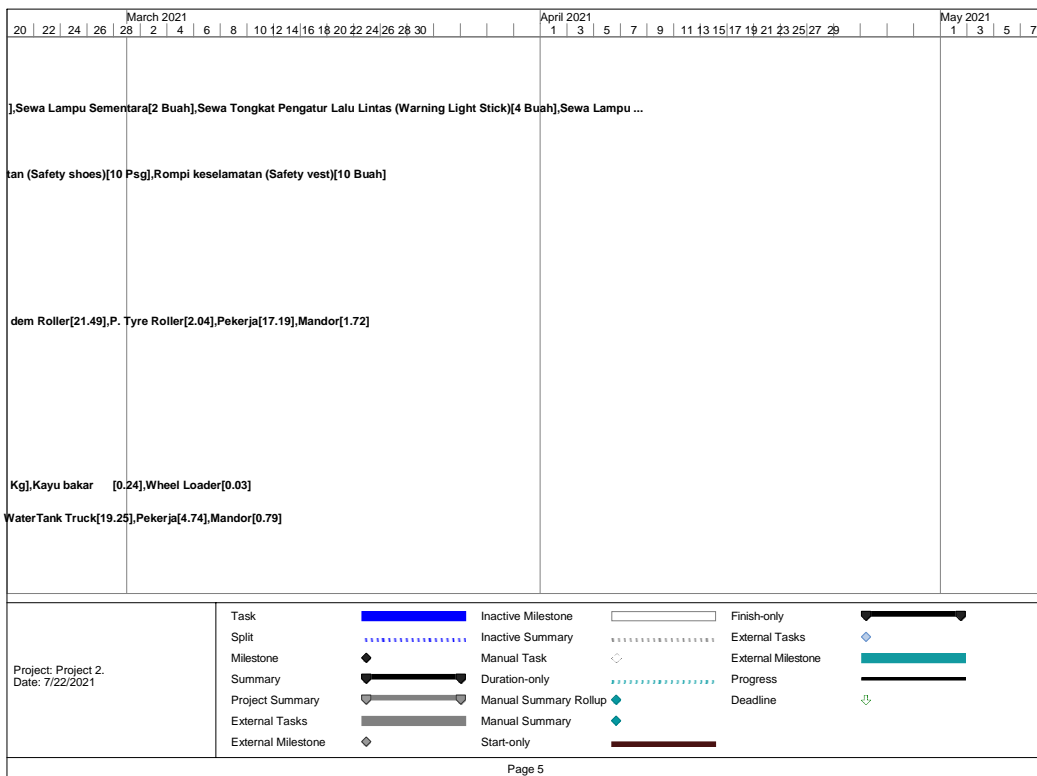 March 2021 April 2021 May 2021
20 22 24 26 28 2 4 6 8 10 12 14 16 18 20 22 24 26 28 30 1 3 5 7 9 11 13 15 17 19 21 23 25 27 29 1 3 5 7
],Sewa Lampu Sementara[2 Buah],Sewa Tongkat Pengatur Lalu Lintas (Warning Light Stick)[4 Buah],Sewa Lampu ...
tan (Safety shoes)[10 Psg],Rompi keselamatan (Safety vest)[10 Buah]
dem Roller[21.49],P. Tyre Roller[2.04],Pekerja[17.19],Mandor[1.72]
Kg],Kayu bakar [0.24],Wheel Loader[0.03]
WaterTank Truck[19.25],Pekerja[4.74],Mandor[0.79]
Project: Project 2.
Date: 7/22/2021
Task
Split
Milestone
Summary
Project Summary
External Tasks
External Milestone
Inactive Milestone
Inactive Summary
Manual Task
Duration-only
Manual Summary Rollup
Manual Summary
Start-only
Finish-only
External Tasks
External Milestone
Progress
Deadline
Page 5